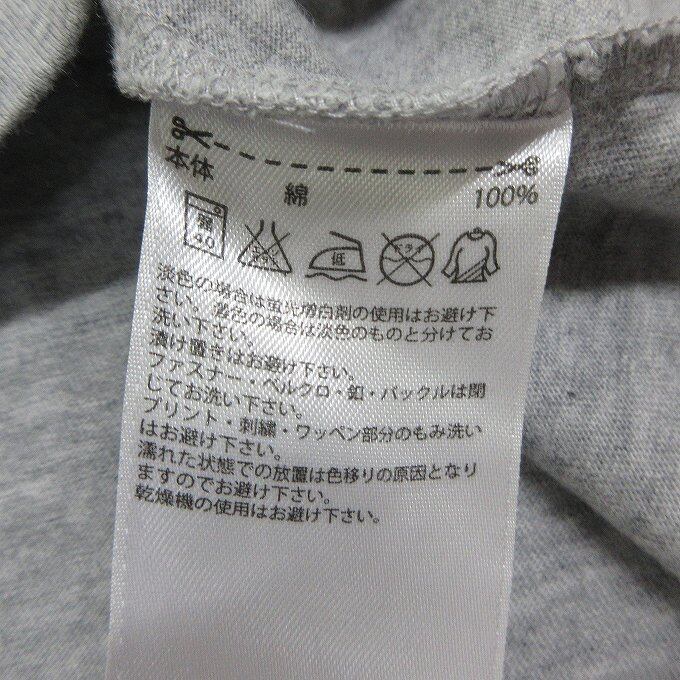 本体 綿 100%
弱 40 低 ドライ
淡色の場合は蛍光増白剤の使用はお避け下
さい。濃色の場合は淡色のものと分けてお
洗い下さい。
漬け置きはお避け下さい。
ファスナー・ベルクロ・釦・バックルは閉
じてお洗い下さい。
プリント・刺繍・ワッペン部分のもみ洗い
はお避け下さい。
濡れた状態での放置は色移りの原因となり
ますのでお避け下さい。
乾燥機の使用はお避け下さい。